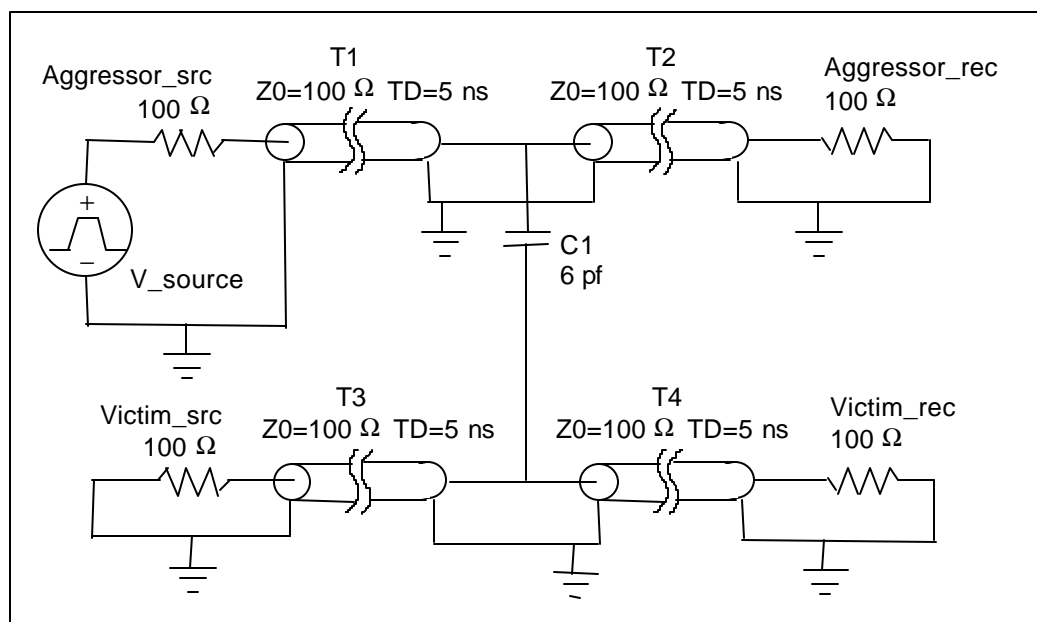 T1
Z0=100 Ω TD=5 ns
T2
Z0=100 Ω TD=5 ns
Aggressor_src
100 Ω
Aggressor_rec
100 Ω
+
−
V_source
C1
6 pf
T3
Z0=100 Ω TD=5 ns
T4
Z0=100 Ω TD=5 ns
Victim_src
100 Ω
Victim_rec
100 Ω